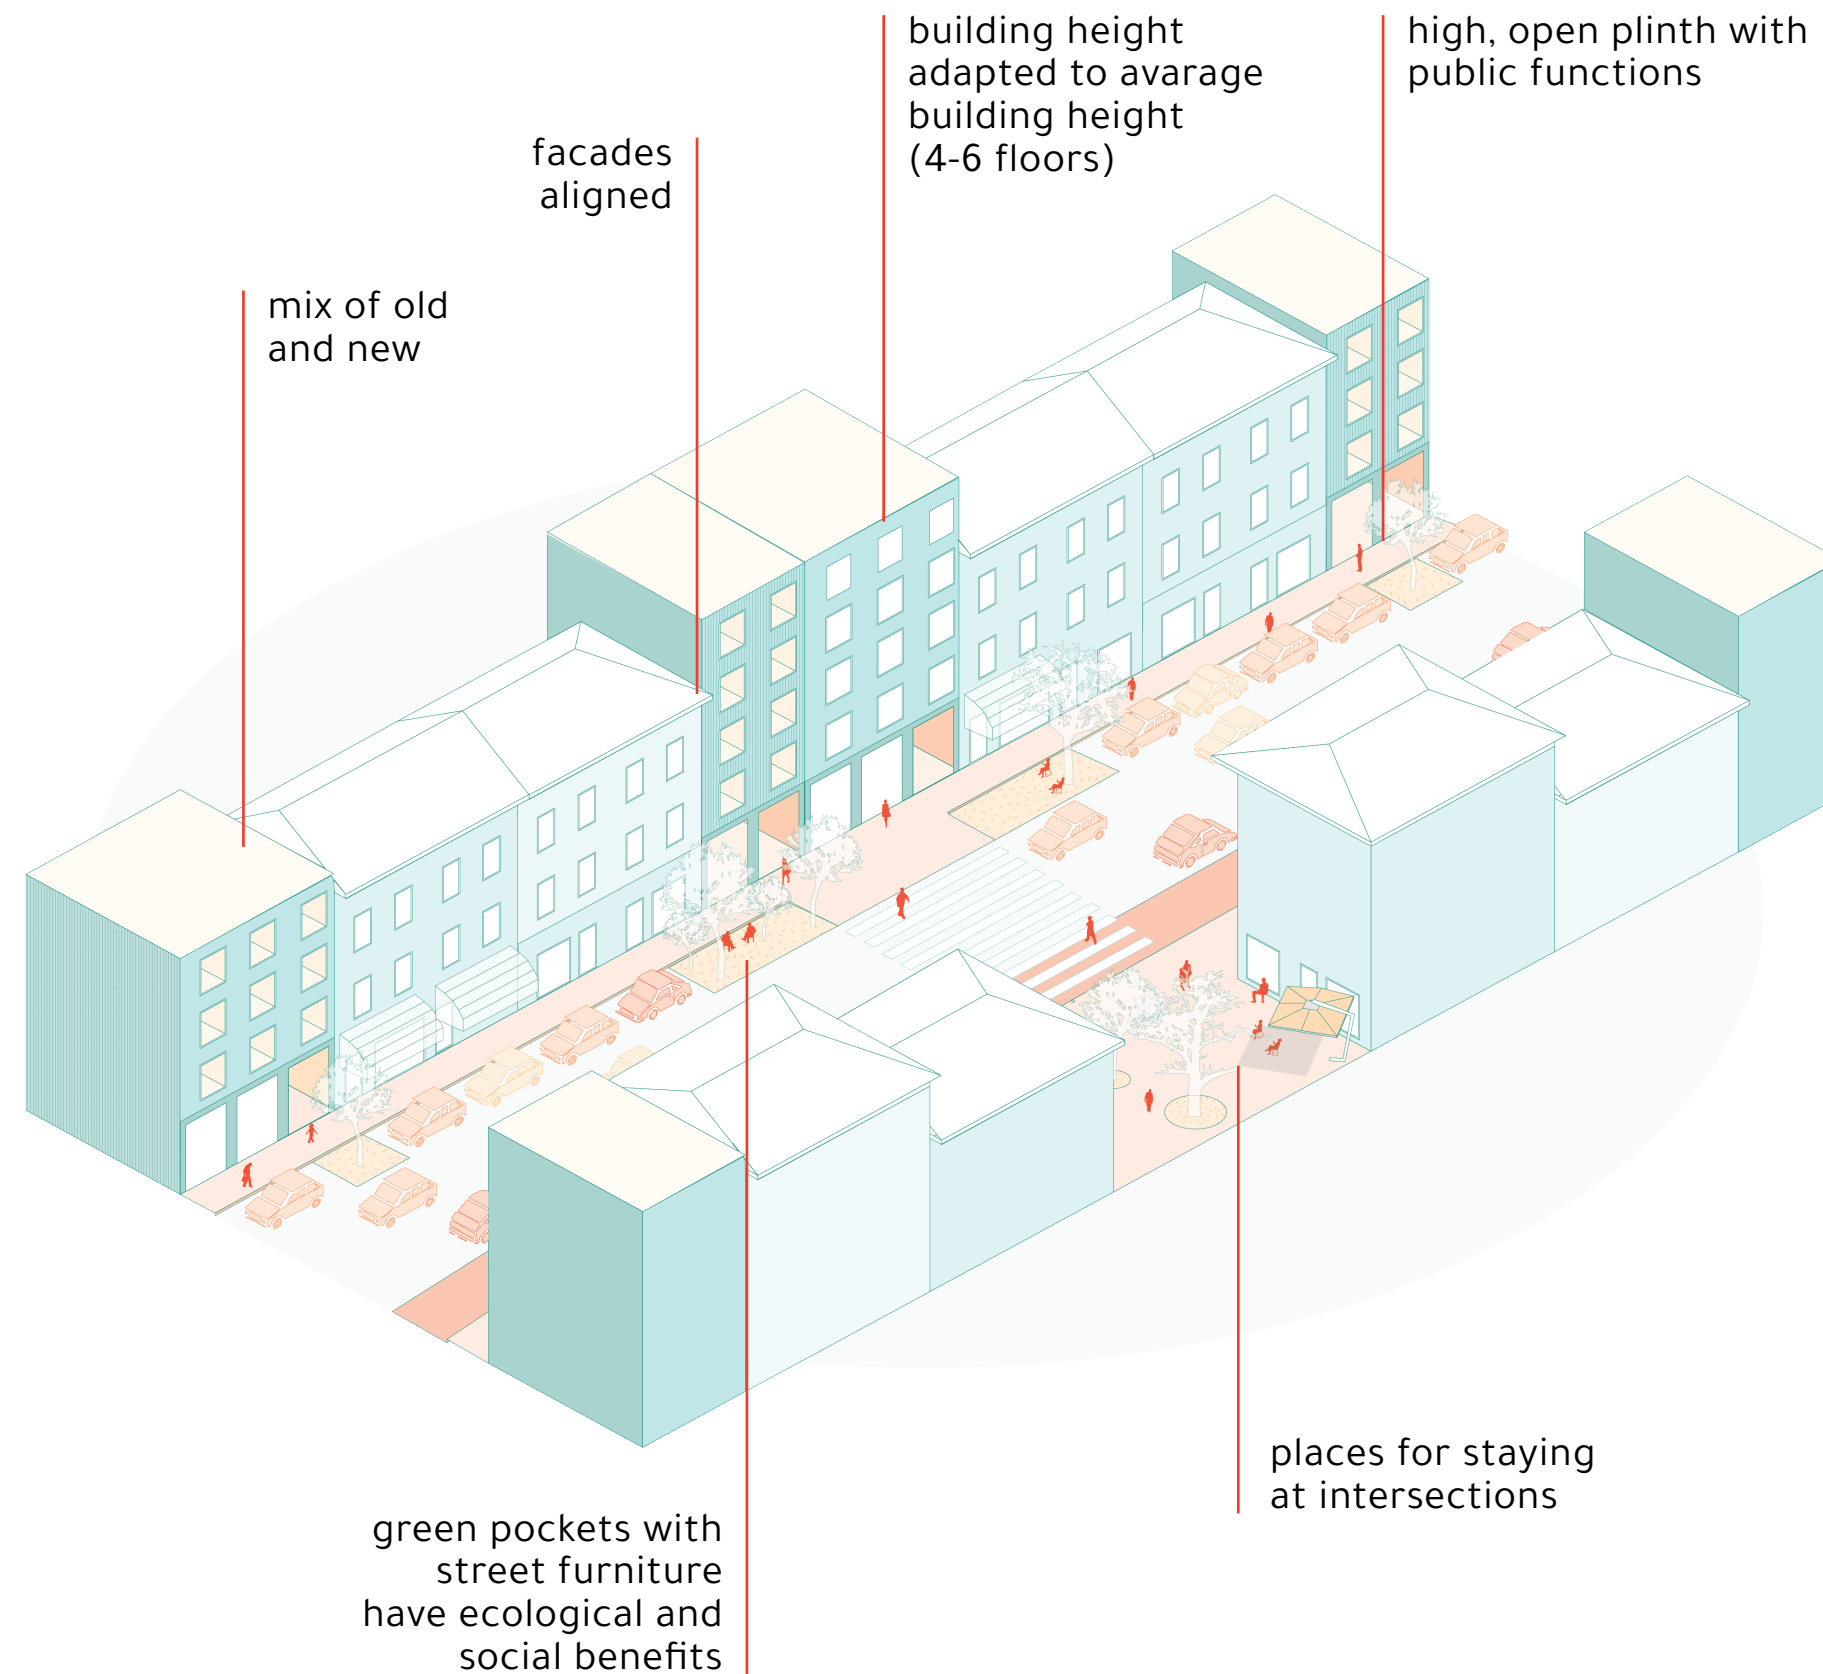 building height
adapted to avarage
building height
(4-6 floors)
high, open plinth with
public functions
facades
aligned
mix of old
and new
places for staying
at intersections
green pockets with
street furniture
have ecological and
social benefits